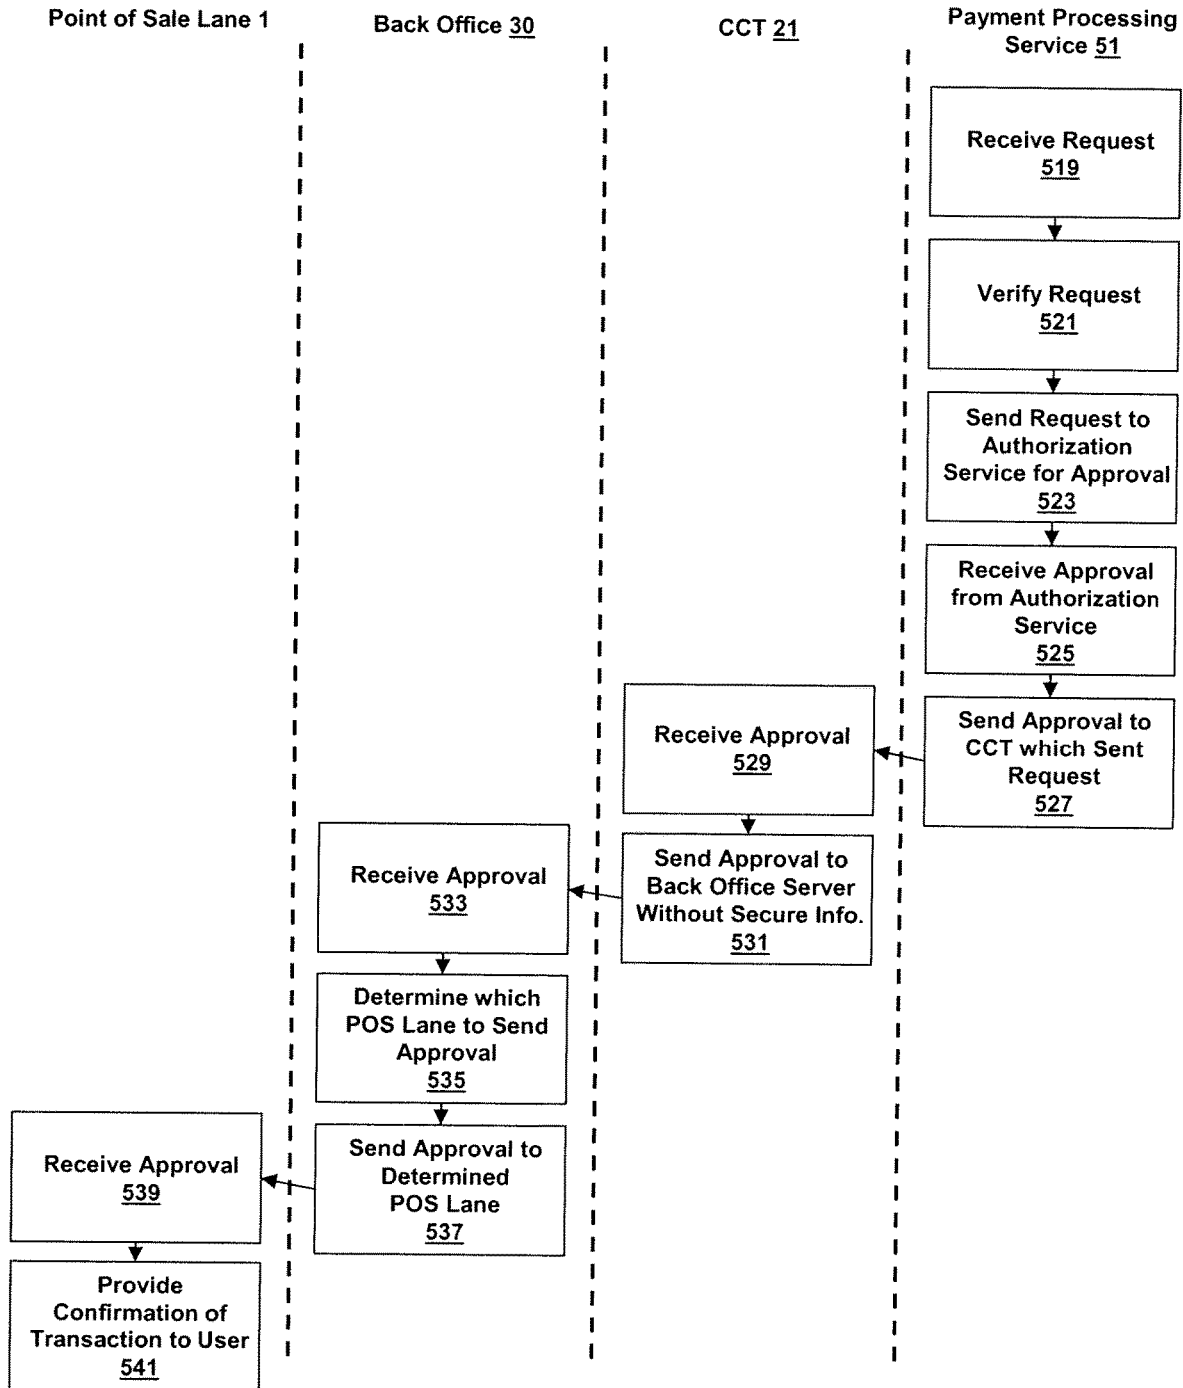 Point of Sale Lane 1
Back Office 30
CCT 21
Payment Processing
Service 51
Receive Request
519
Verify Request
521
Send Request to
Authorization
Service for Approval
523
Receive Approval
from Authorization
Service
525
Send Approval to
CCT which Sent
Request
527
Receive Approval
529
Send Approval to
Back Office Server
Without Secure Info.
531
Receive Approval
533
Determine which
POS Lane to Send
Approval
535
Send Approval to
Determined
POS Lane
537
Receive Approval
539
Provide
Confirmation of
Transaction to User
541